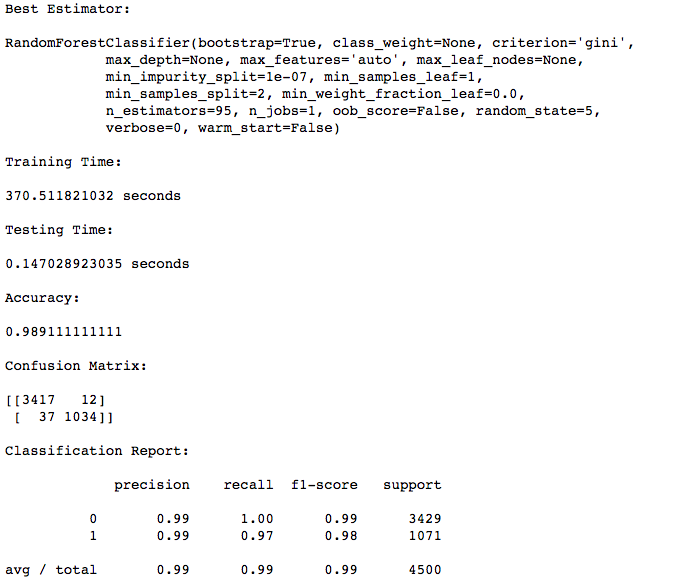 Best Estimator:
RandomForestClassifier(bootstrap=True, class_weight=None, criterion='gini',
max_depth=None, max_features='auto', max_leaf_nodes=None,
min_impurity_split=1e-07, min_samples_leaf=1,
min_samples_split=2, min_weight_fraction_leaf=0.0,
n_estimators=95, n_jobs=1, oob_score=False, random_state=5,
verbose=0, warm_start=False)
Training Time:
370.511821032 seconds
Testing Time:
0.147028923035 seconds
Accuracy:
0.989111111111
Confusion Matrix:
[[3417   12]
[  37 1034]]
Classification Report:
precision    recall  f1-score   support
0       0.99      1.00      0.99      3429
1       0.99      0.97      0.98      1071
avg / total       0.99      0.99      0.99      4500